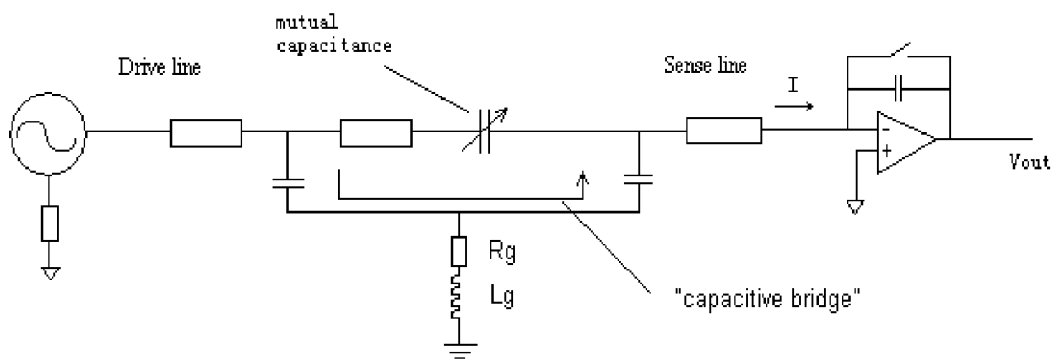 mutual
capacitance
Drive line
Sense line
I
-
+
Vout
Rg
Lg
"capacitive bridge"